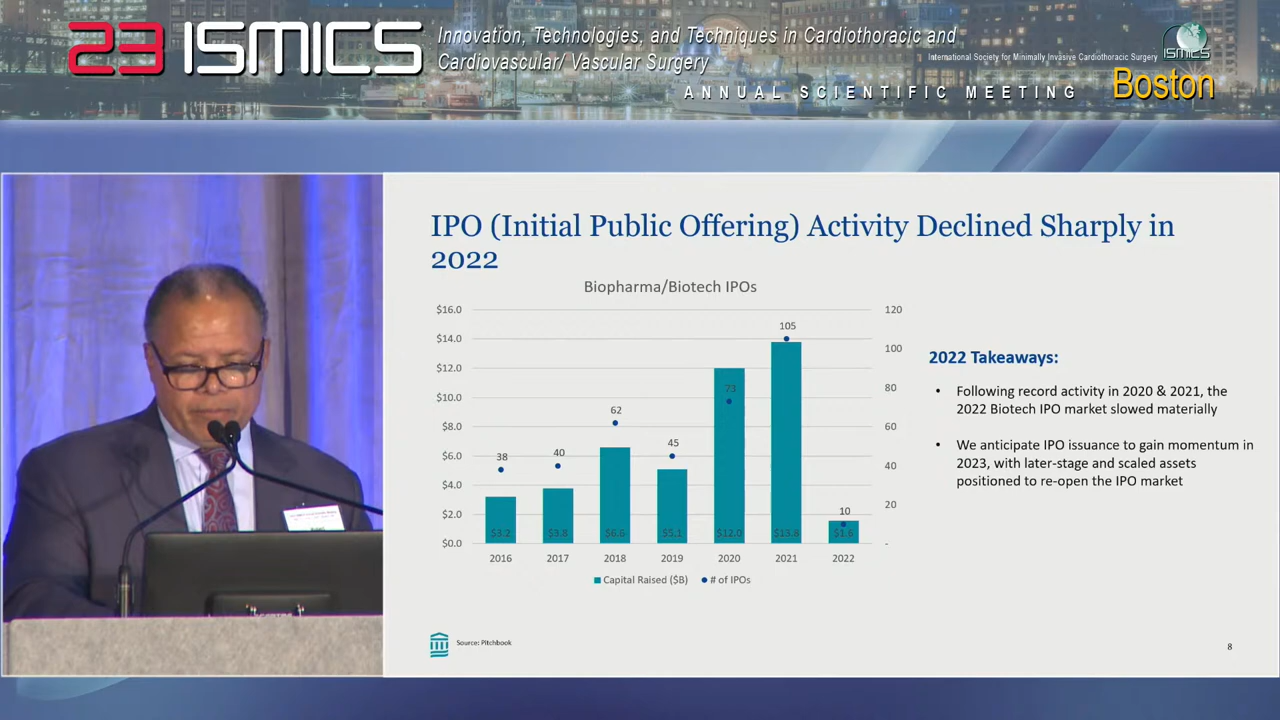 23 ISMICS
Innovation, Technologies, and Techniques in Cardiothoracic and
Cardiovascular/ Vascular Surgery
International Society for Minimally Invasive Cardiothoracic Surgery
ISMICS
ANNUAL SCIENTIFIC MEETING
Boston
IPO (Initial Public Offering) Activity Declined Sharply in
2022
Biopharma/Biotech IPOs
$16.0
$14.0
$12.0
$10.0
$8.0
$6.0
$4.0
$2.0
$0.0
120
100
80
60
40
20
-
38
40
62
45
73
105
10
$3.2
$3.8
$6.6
$5.1
$12.0
$13.8
$1.6
2016
2017
2018
2019
2020
2021
2022
Capital Raised ($B)
# of IPOs
2022 Takeaways:
• Following record activity in 2020 & 2021, the
2022 Biotech IPO market slowed materially
• We anticipate IPO issuance to gain momentum in
2023, with later-stage and scaled assets
positioned to re-open the IPO market
Source: Pitchbook
8